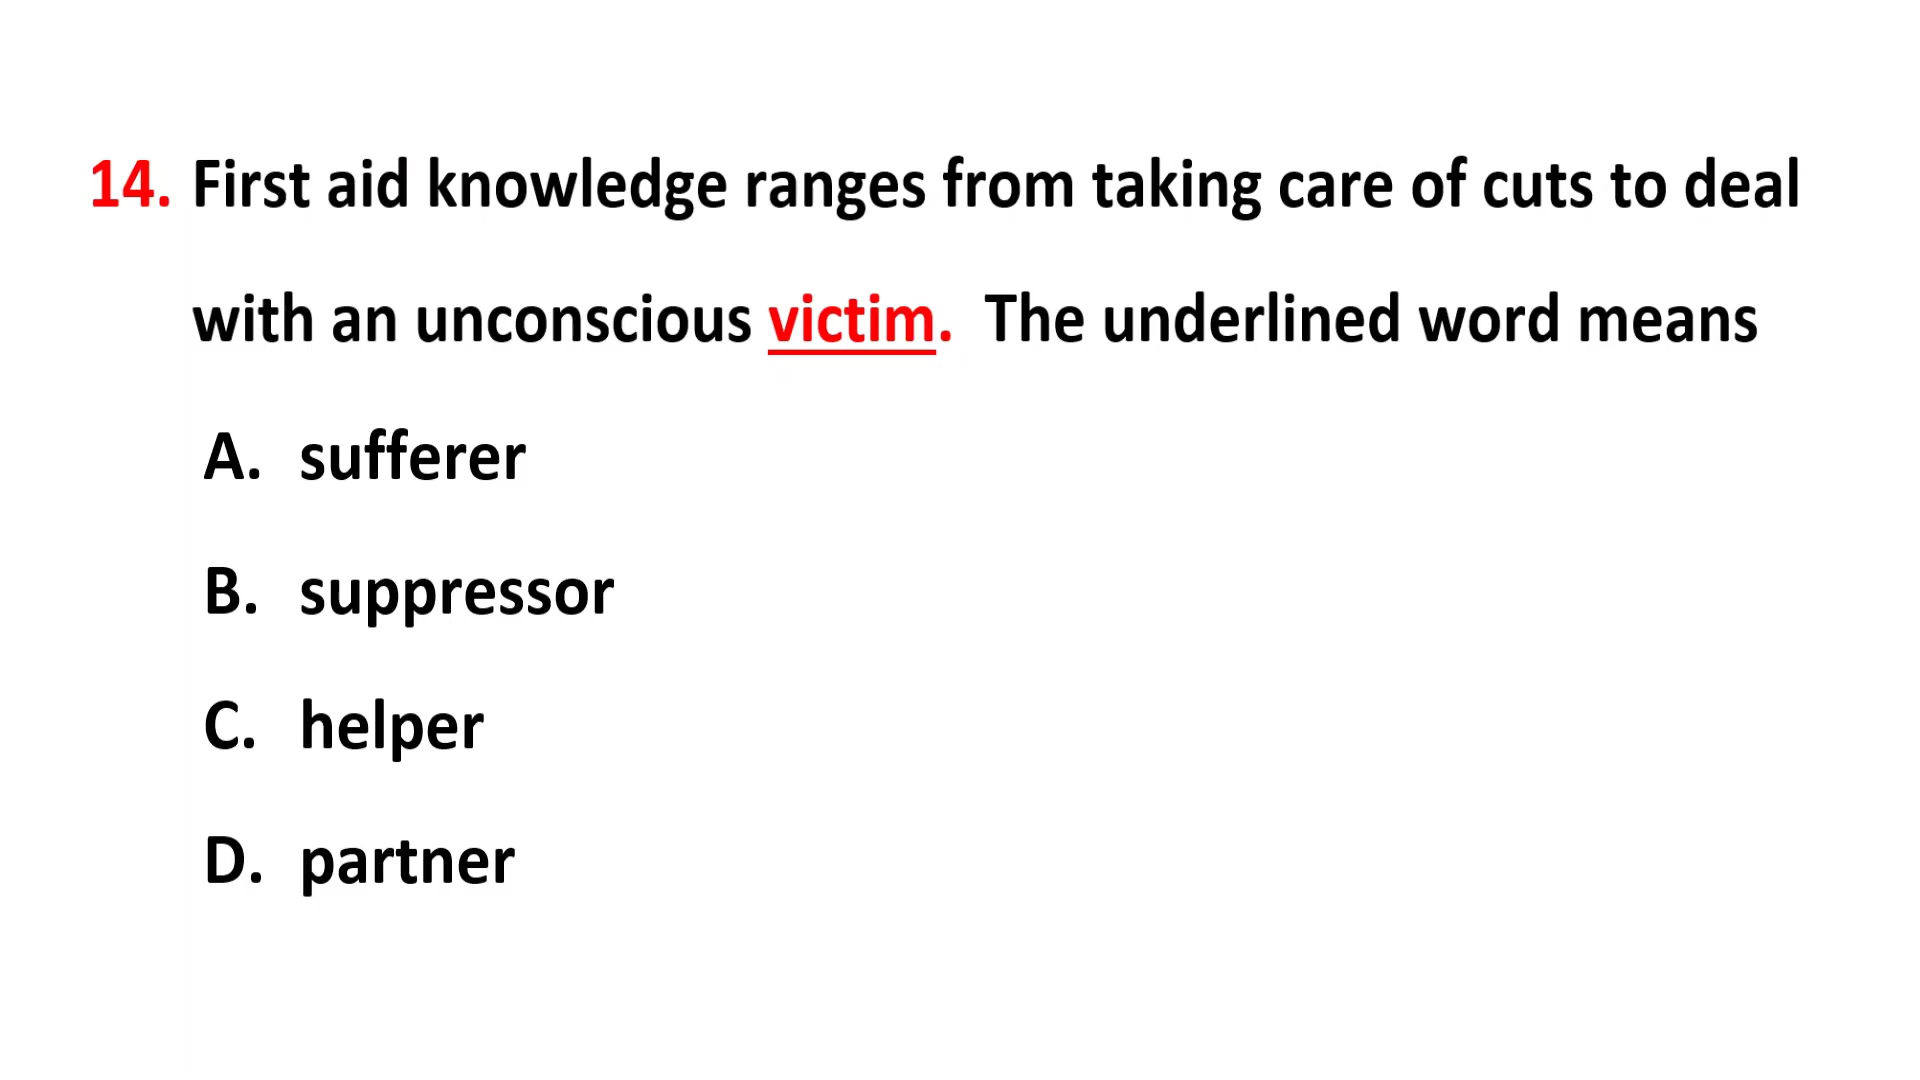 14. First aid knowledge ranges from taking care of cuts to deal
with an unconscious victim. The underlined word means
A. sufferer
B. suppressor
C. helper
D. partner